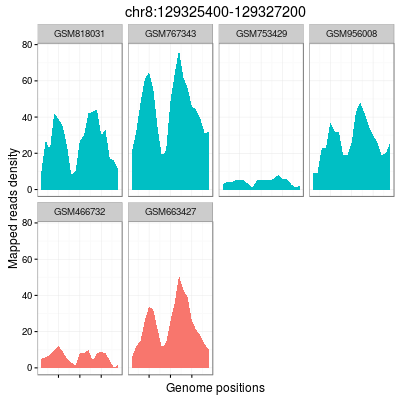 chr8:129325400-129327200
GSM818031 GSM767343 GSM753429 GSM956008
80
60
40
20
0
GSM466732 GSM663427
80
60
40
20
0
Mapped reads density
Genome positions